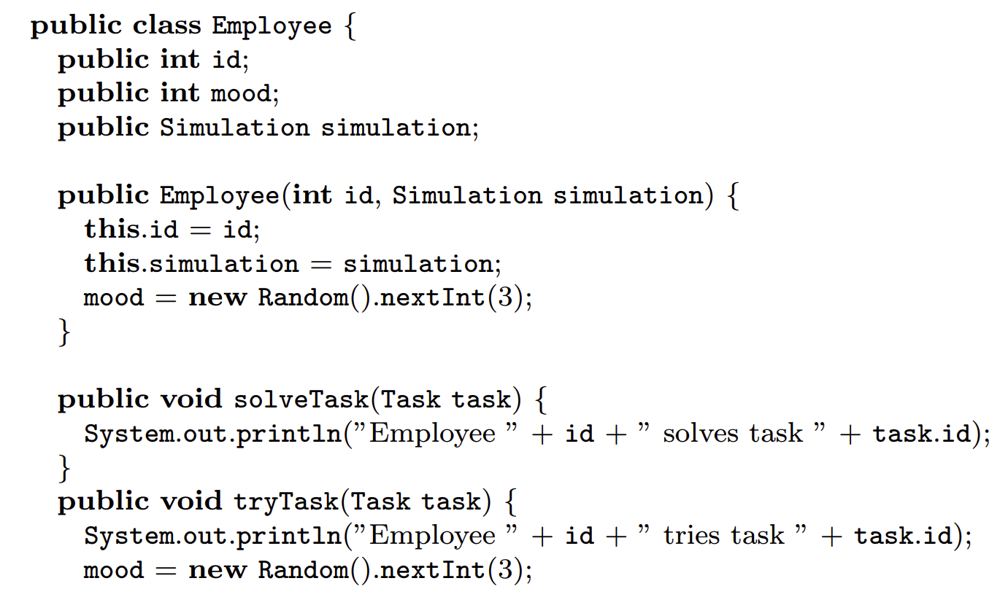 public class Employee {
public int id;
public int mood;
public Simulation simulation;
public Employee(int id, Simulation simulation) {
this.id = id;
this.simulation = simulation;
mood = new Random().nextInt(3);
}
public void solveTask(Task task) {
System.out.println(”Employee ” + id + ” solves task ” + task.id);
}
public void tryTask(Task task) {
System.out.println(”Employee ” + id + ” tries task ” + task.id);
mood = new Random().nextInt(3);